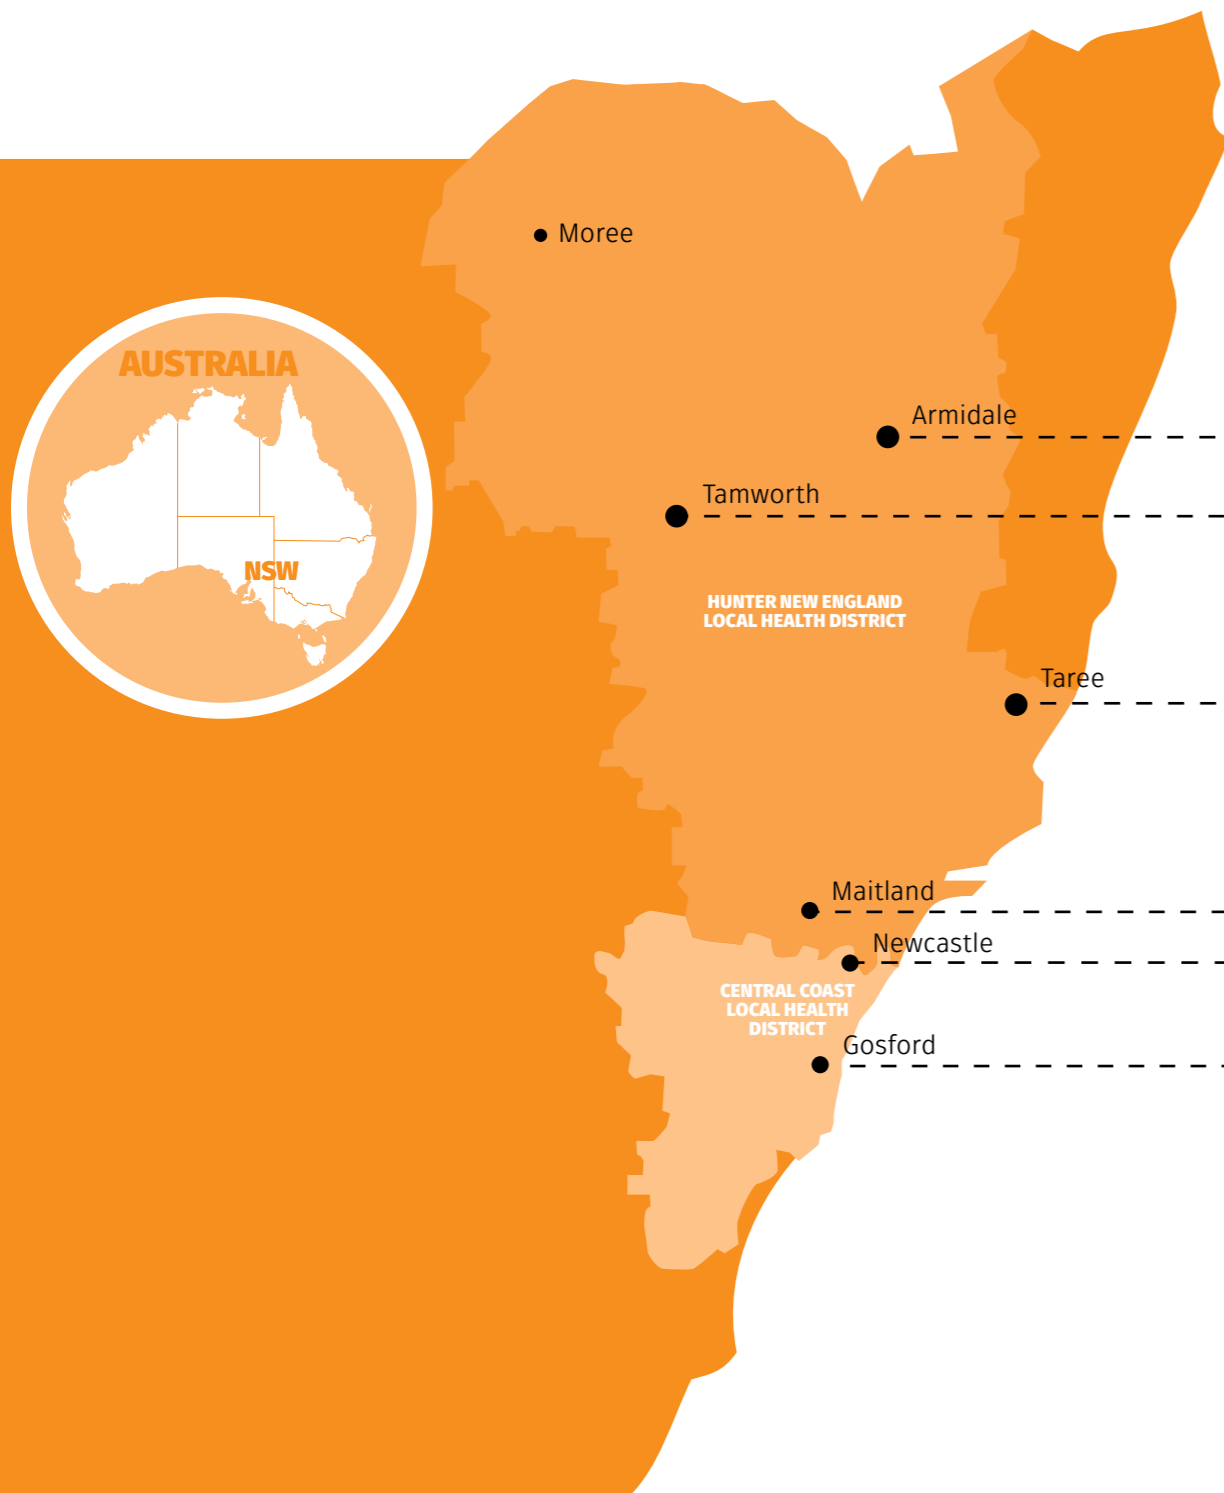 Moree
AUSTRALIA
Armidale
Tamworth
NSW
HUNTER NEW ENGLAND
LOCAL HEALTH DISTRICT
Taree
Maitland
Newcastle
CENTRAL COAST
LOCAL HEALTH
DISTRICT
Gosford